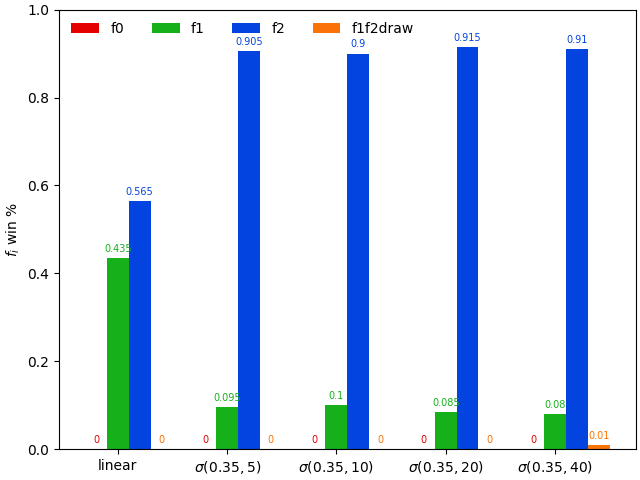 f0 f1 f2 f1f2draw
f_i win %
1.0
0.8
0.6
0.4
0.2
0.0
0 0.435 0.565 0
0 0.095 0.905 0
0 0.1 0.9 0
0 0.085 0.915 0
0 0.08 0.91 0.01
linear σ(0.35, 5) σ(0.35, 10) σ(0.35, 20) σ(0.35, 40)